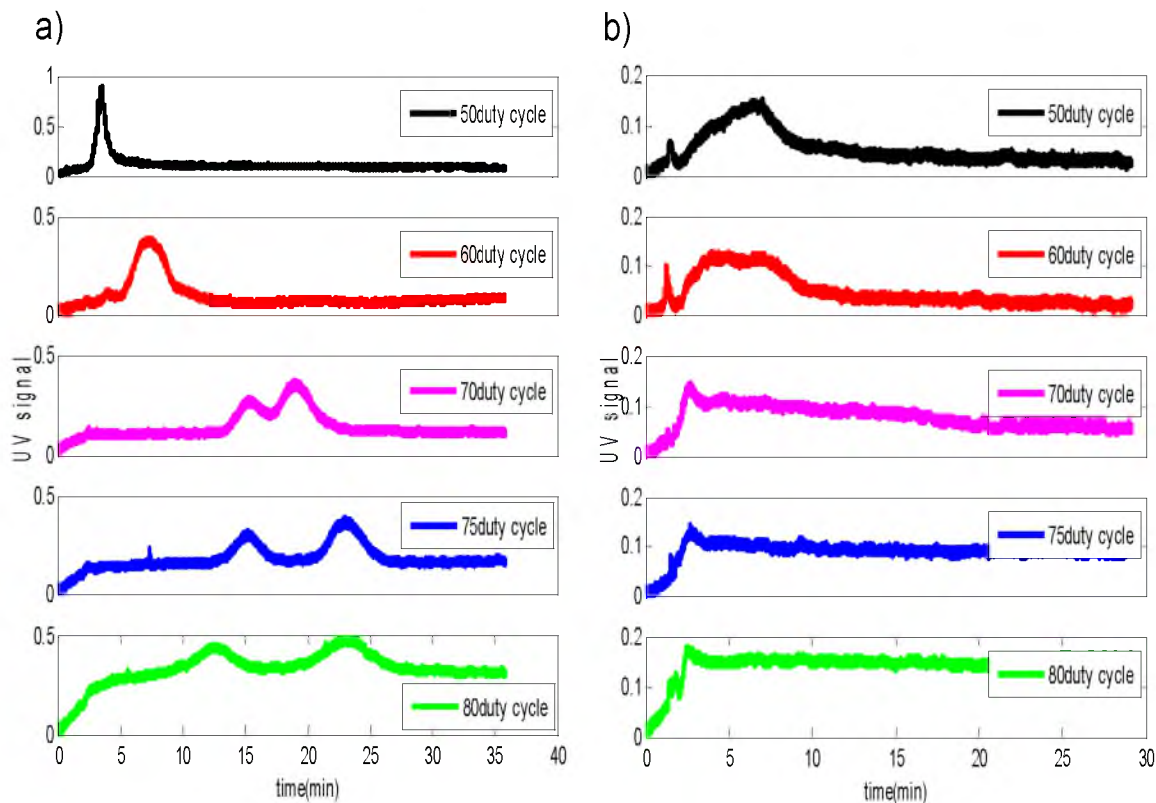 a)
b)
1
0.5
0
50duty cycle
0.2
0.1
0
50duty cycle
0.5
0
60duty cycle
0.2
0.1
0
60duty cycle
0.5
0
70duty cycle
0.2
0.1
0
70duty cycle
UV signal
UV signal
0.5
0
75duty cycle
0.2
0.1
0
75duty cycle
0.5
0
80duty cycle
0.2
0.1
0
80duty cycle
0 5 10 15 20 25 30 35 40
time(min)
0 5 10 15 20 25 30
time(min)